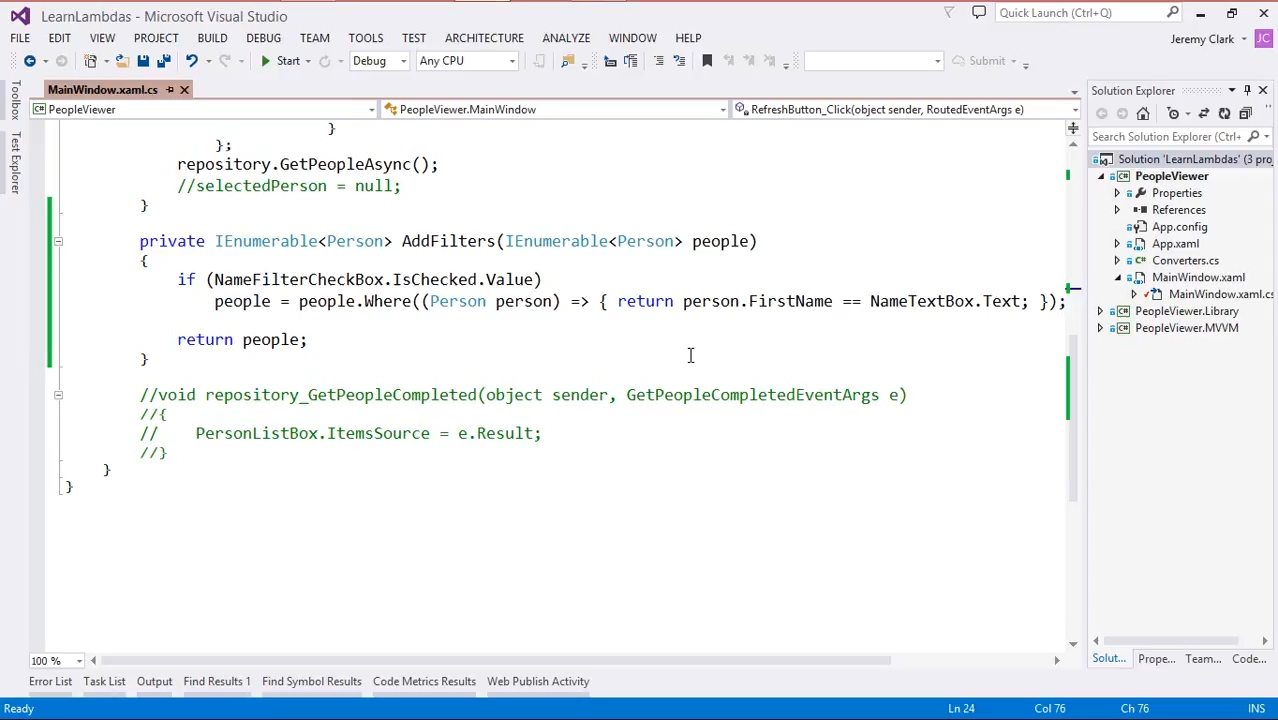 LearnLambdas - Microsoft Visual Studio
Quick Launch (Ctrl+Q)
FILE EDIT VIEW PROJECT BUILD DEBUG TEAM TOOLS TEST ARCHITECTURE ANALYZE WINDOW HELP
Jeremy Clark
JC
Start Debug Any CPU Submit
Toolbox
Test Explorer
MainWindow.xaml.cs
PeopleViewer PeopleViewer.MainWindow RefreshButton_Click(object sender, RoutedEventArgs e)
}
};
repository.GetPeopleAsync();
//selectedPerson = null;
}
private IEnumerable<Person> AddFilters(IEnumerable<Person> people)
{
if (NameFilterCheckBox.IsChecked.Value)
people = people.Where((Person person) => { return person.FirstName == NameTextBox.Text; });
return people;
}
//void repository_GetPeopleCompleted(object sender, GetPeopleCompletedEventArgs e)
//{
//    PersonListBox.ItemsSource = e.Result;
//}
}
}
Solution Explorer
Search Solution Explorer (Ctrl+
Solution 'LearnLambdas' (3 proj
PeopleViewer
Properties
References
App.config
App.xaml
Converters.cs
MainWindow.xaml
MainWindow.xaml.cs
PeopleViewer.Library
PeopleViewer.MVVM
100 %
Solut... Prope... Team... Code...
Error List Task List Output Find Results 1 Find Symbol Results Code Metrics Results Web Publish Activity
Ready Ln 24 Col 76 Ch 76 INS